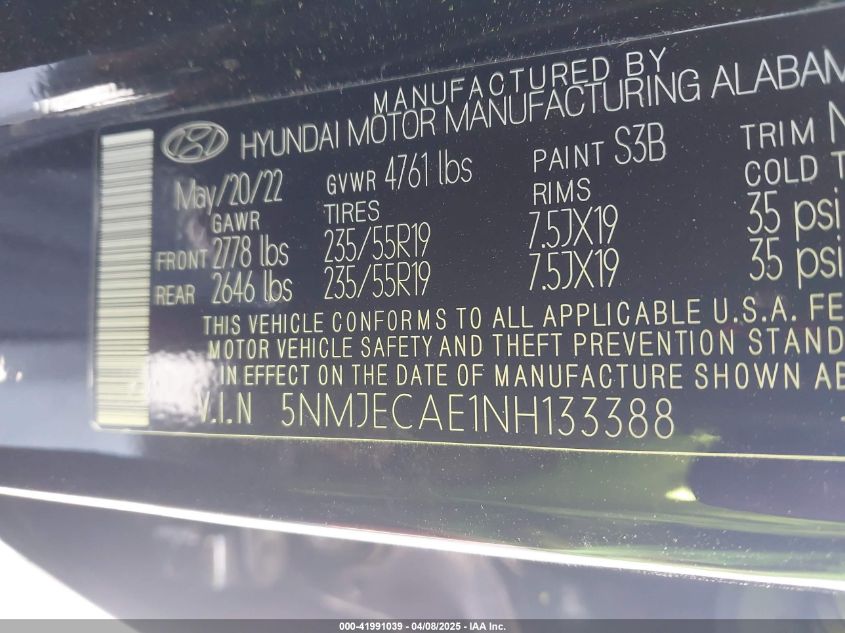 MANUFACTURED BY
HYUNDAI MOTOR MANUFACTURING ALABAM
May/20/22 GVWR 4761 lbs PAINT S3B TRIM N
GAWR TIRES RIMS COLD T
FRONT 2778 lbs 235/55R19 7.5JX19 35 psi
REAR 2646 lbs 235/55R19 7.5JX19 35 psi
THIS VEHICLE CONFORMS TO ALL APPLICABLE U.S.A. FE
MOTOR VEHICLE SAFETY AND THEFT PREVENTION STAND
IN EFFECT ON THE DATE OF MANUFACTURE SHOWN AB
V.I.N 5NMJECAE1NH133388
000-41991039 - 04/08/2025 - IAA Inc.